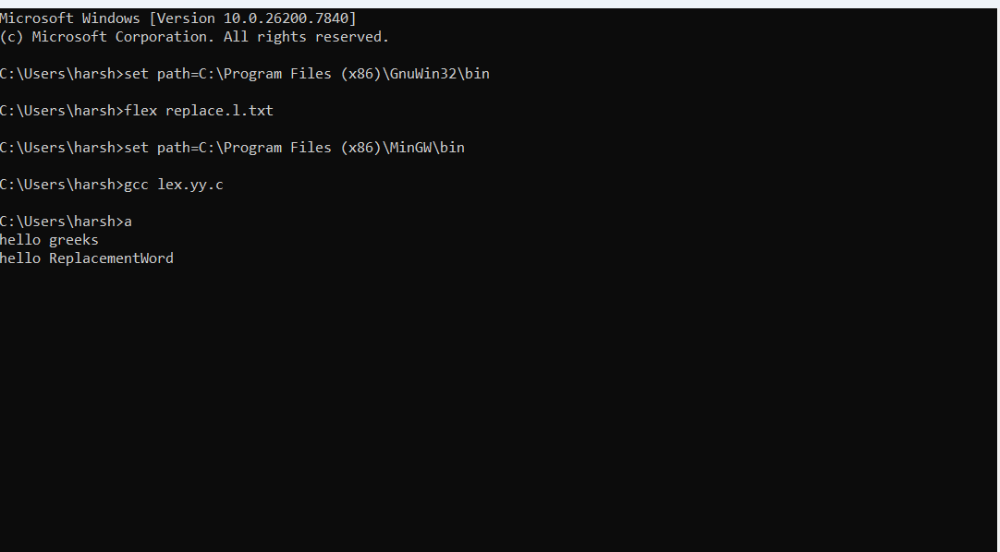 Microsoft Windows [Version 10.0.26200.7840]
(c) Microsoft Corporation. All rights reserved.
C:\Users\harsh>set path=C:\Program Files (x86)\GnuWin32\bin
C:\Users\harsh>flex replace.l.txt
C:\Users\harsh>set path=C:\Program Files (x86)\MinGW\bin
C:\Users\harsh>gcc lex.yy.c
C:\Users\harsh>a
hello greeks
hello ReplacementWord